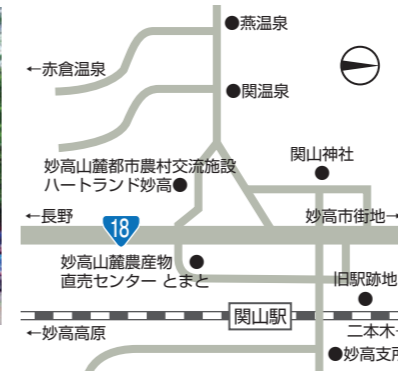 ●燕温泉
←赤倉温泉
●関温泉
関山神社
●
妙高山麓都市農村交流施設
ハートランド妙高●
←長野
妙高市街地→
18
妙高山麓農産物 ●
直売センター とまと
旧駅跡地
●
関山駅
←妙高高原
二本木
●妙高支所